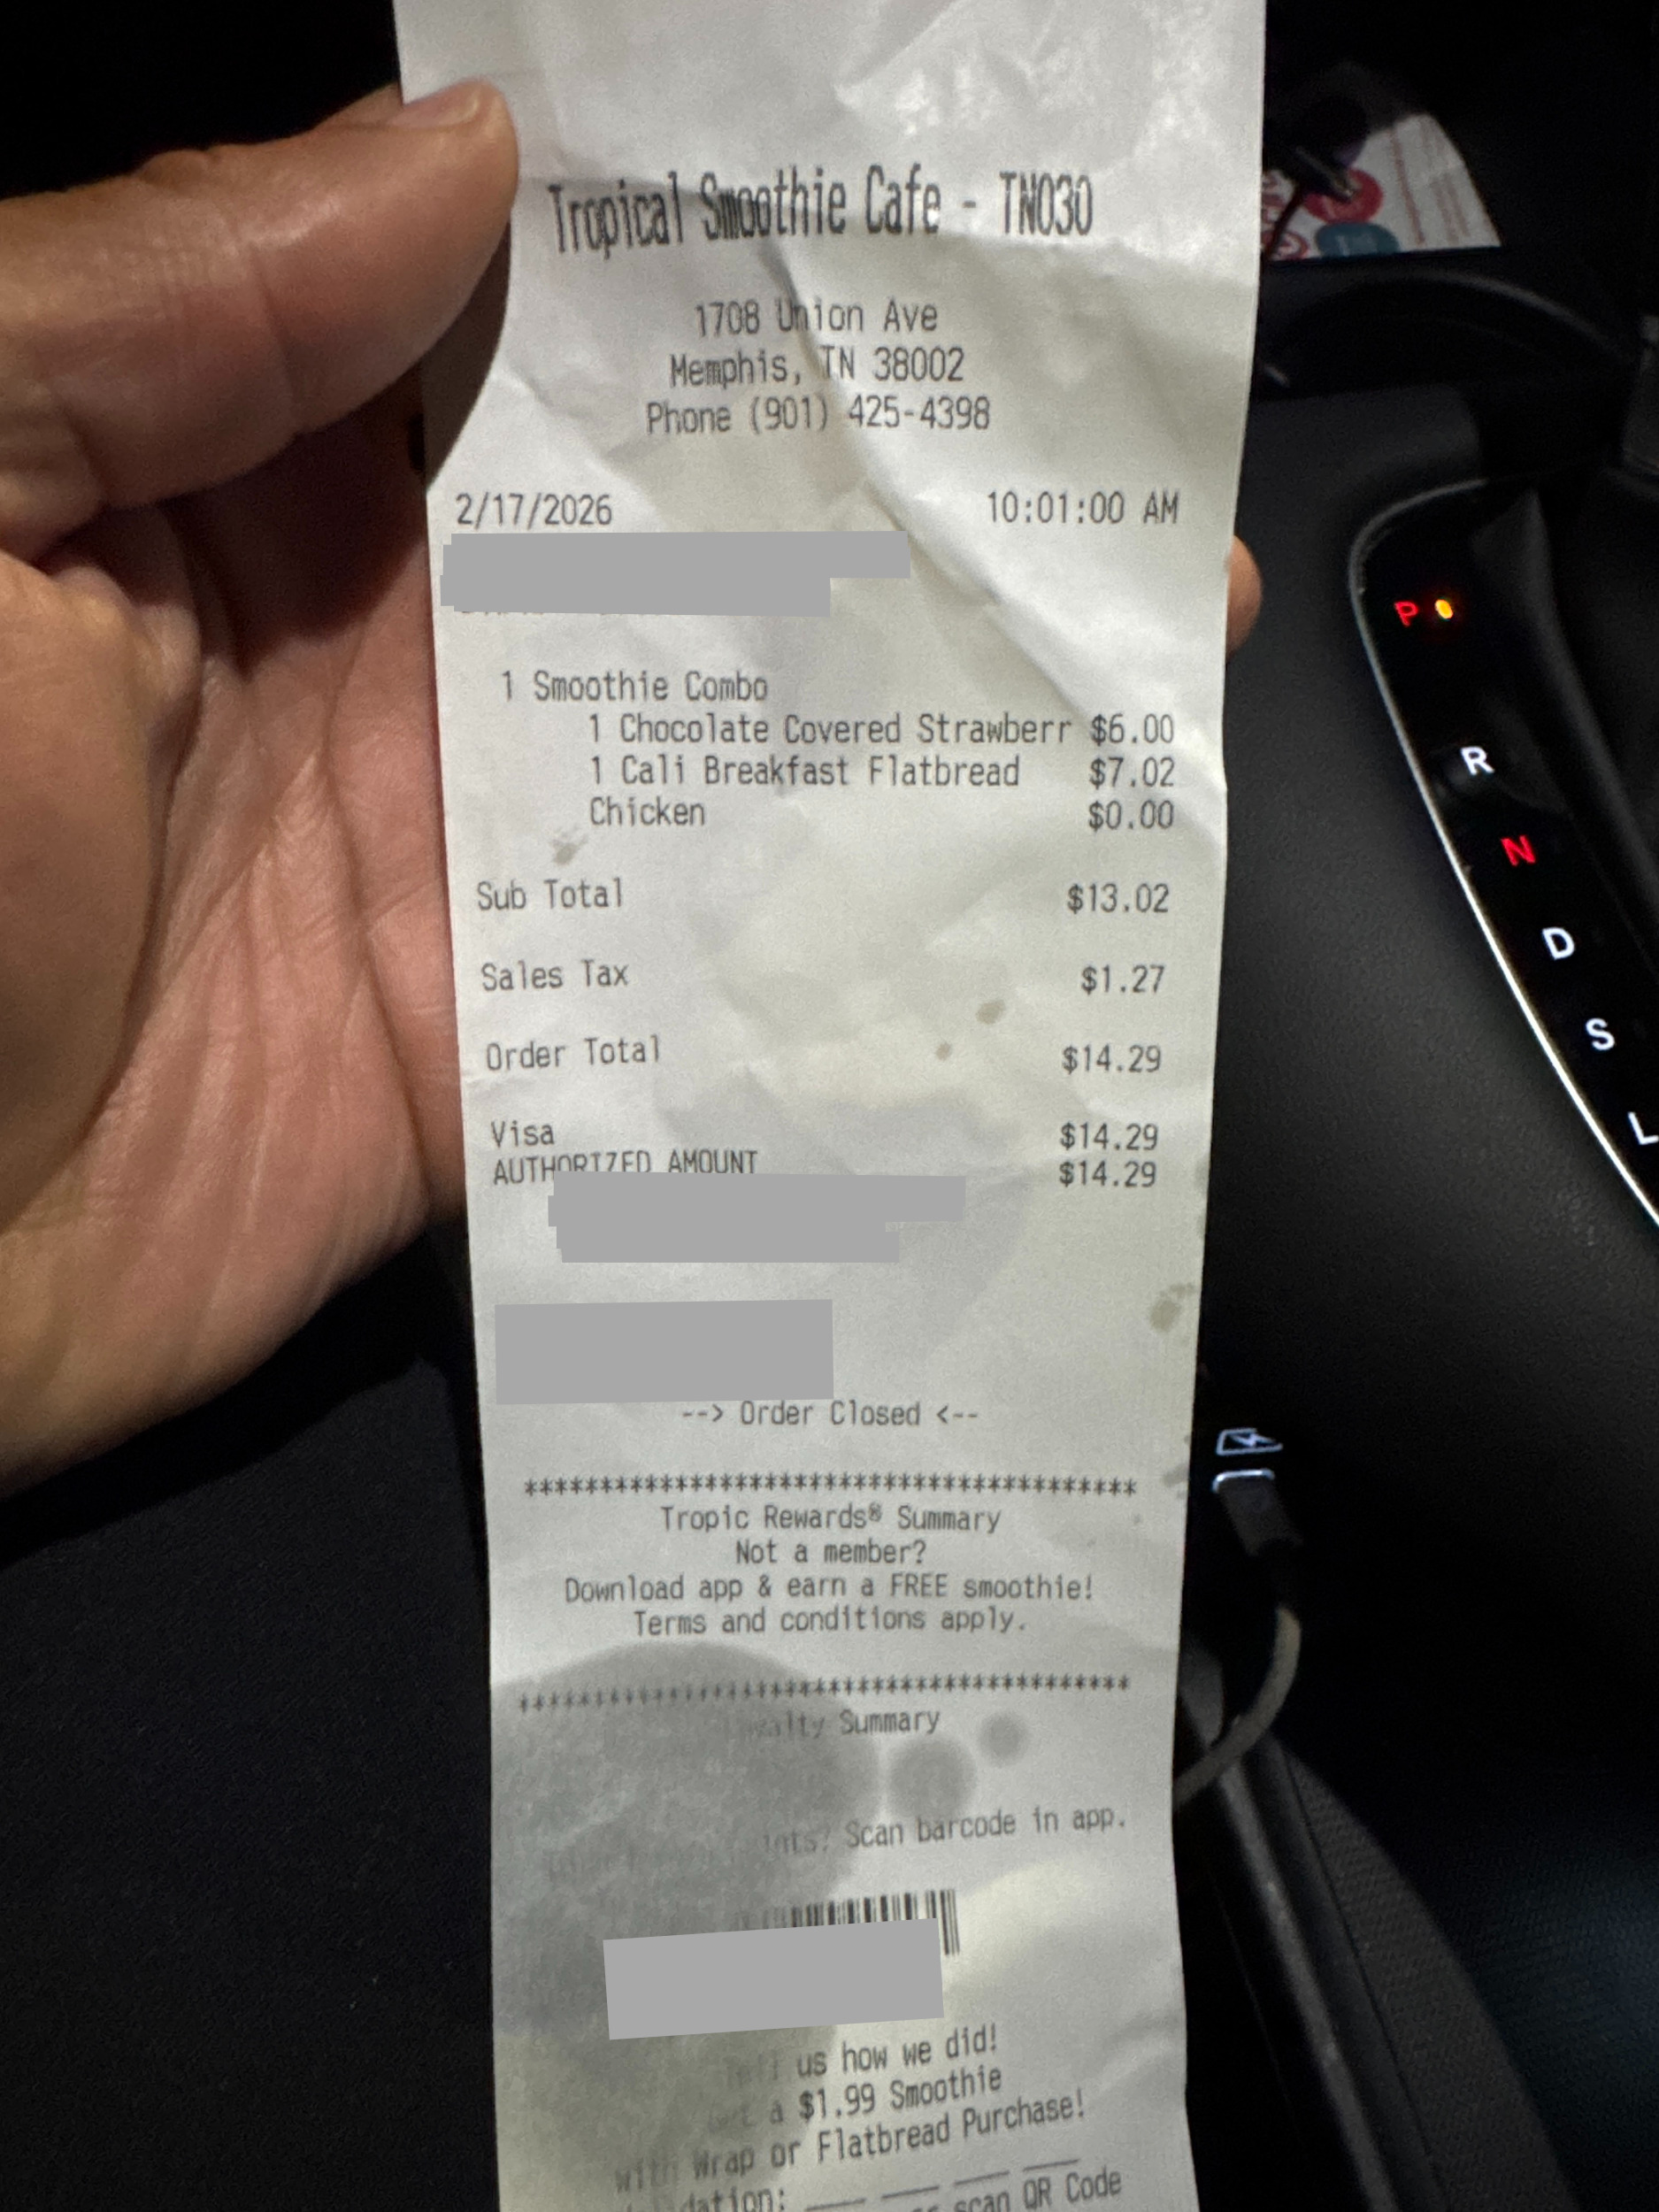 Tropical Smoothie Cafe - TN030
1708 Union Ave
Memphis, TN 38002
Phone (901) 425-4398
2/17/2026 10:01:00 AM
1 Smoothie Combo
1 Chocolate Covered Strawberr $6.00
1 Cali Breakfast Flatbread $7.02
Chicken $0.00
Sub Total $13.02
Sales Tax $1.27
Order Total $14.29
Visa $14.29
AUTHORIZED AMOUNT $14.29
--> Order Closed <--
******************************************
Tropic Rewards® Summary
Not a member?
Download app & earn a FREE smoothie!
Terms and conditions apply.
******************************************
Summary
Scan barcode in app.
Tell us how we did!
Get a $1.99 Smoothie
with Wrap or Flatbread Purchase!
scan QR Code
P
R
N
D
S
L